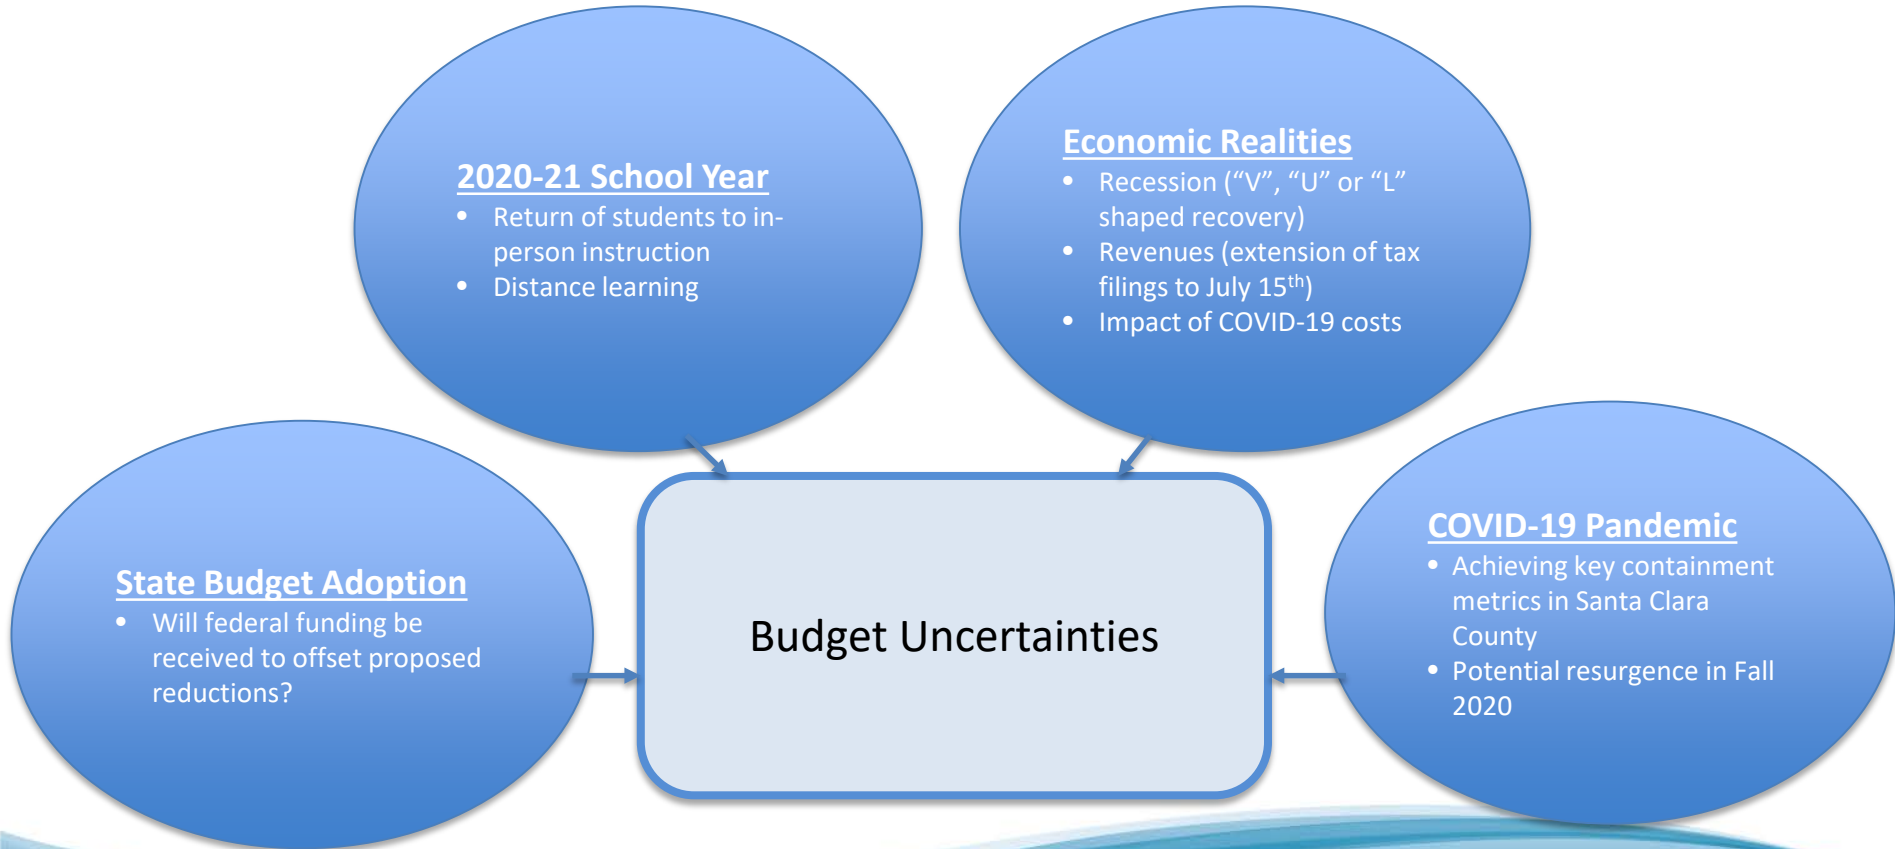 2020-21 School Year
• Return of students to in-
person instruction
• Distance learning
Economic Realities
• Recession (“V”, “U” or “L”
shaped recovery)
• Revenues (extension of tax
filings to July 15th)
• Impact of COVID-19 costs
State Budget Adoption
• Will federal funding be
received to offset proposed
reductions?
Budget Uncertainties
COVID-19 Pandemic
• Achieving key containment
metrics in Santa Clara
County
• Potential resurgence in Fall
2020